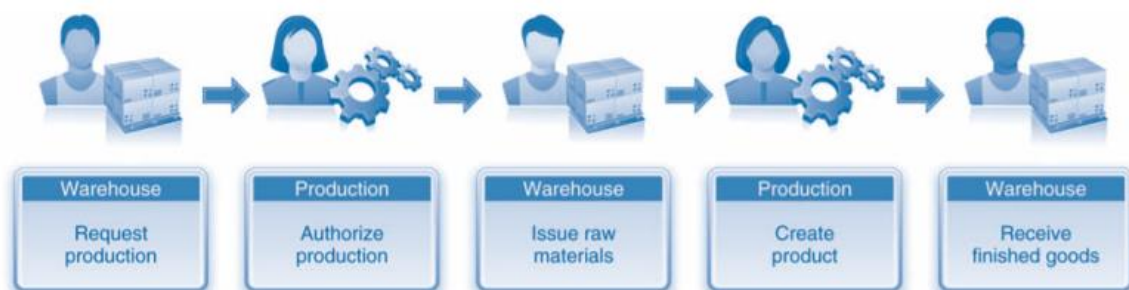 Warehouse
Request
production
Production
Authorize
production
Warehouse
Issue raw
materials
Production
Create
product
Warehouse
Receive
finished goods